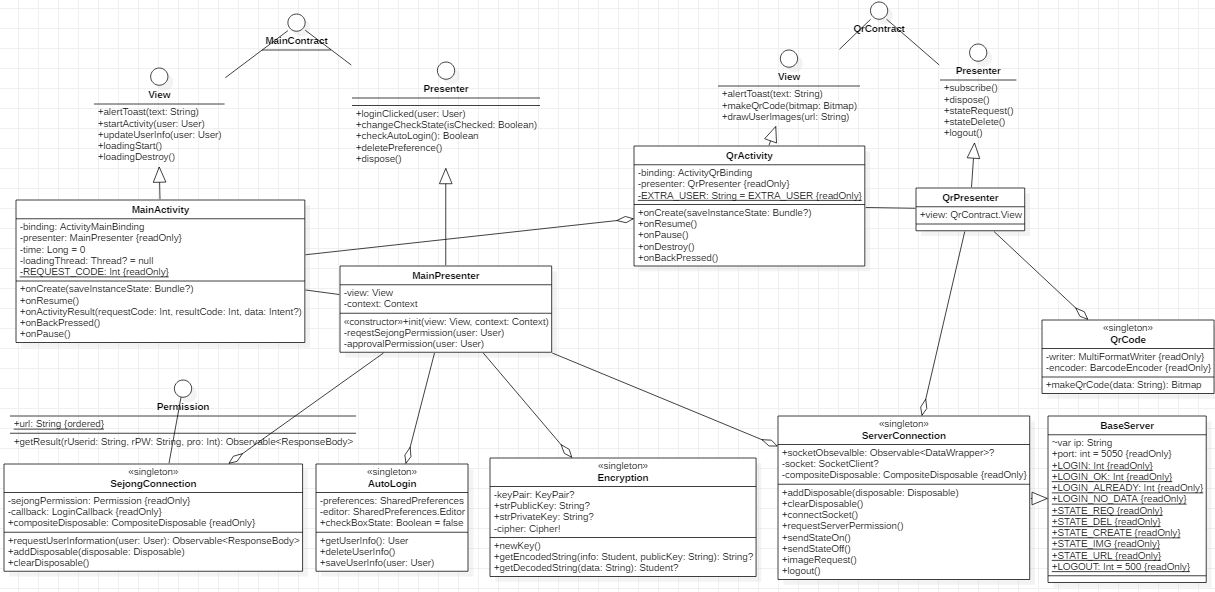 MainContract
View
+alertToast(text: String)
+startActivity(user: User)
+updateUserInfo(user: User)
+loadingStart()
+loadingDestroy()
Presenter
+loginClicked(user: User)
+changeCheckState(isChecked: Boolean)
+checkAutoLogin(): Boolean
+deletePreference()
+dispose()
QrContract
View
+alertToast(text: String)
+makeQrCode(bitmap: Bitmap)
+drawUserImages(url: String)
Presenter
+subscribe()
+dispose()
+stateRequest()
+stateDelete()
+logout()
MainActivity
-binding: ActivityMainBinding
-presenter: MainPresenter {readOnly}
-time: Long = 0
-loadingThread: Thread? = null
-REQUEST_CODE: Int {readOnly}
+onCreate(saveInstanceState: Bundle?)
+onResume()
+onActivityResult(requestCode: Int, resultCode: Int, data: Intent?)
+onBackPressed()
+onPause()
MainPresenter
-view: View
-context: Context
«constructor»+init(view: View, context: Context)
-reqestSejongPermission(user: User)
-approvalPermission(user: User)
QrActivity
-binding: ActivityQrBinding
-presenter: QrPresenter {readOnly}
-EXTRA_USER: String = EXTRA_USER {readOnly}
+onCreate(saveInstanceState: Bundle?)
+onResume()
+onPause()
+onDestroy()
+onBackPressed()
QrPresenter
+view: QrContract.View
«singleton»
QrCode
-writer: MultiFormatWriter {readOnly}
-encoder: BarcodeEncoder {readOnly}
+makeQrCode(data: String): Bitmap
Permission
+url: String {ordered}
+getResult(rUserid: String, rPW: String, pro: Int): Observable<ResponseBody>
«singleton»
SejongConnection
-sejongPermission: Permission {readOnly}
-callback: LoginCallback {readOnly}
+compositeDisposable: CompositeDisposable {readOnly}
+requestUserInformation(user: User): Observable<ResponseBody>
+addDisposable(disposable: Disposable)
+clearDisposable()
«singleton»
AutoLogin
-preferences: SharedPreferences
-editor: SharedPreferences.Editor
+checkBoxState: Boolean = false
+getUserInfo(): User
+deleteUserInfo()
+saveUserInfo(user: User)
«singleton»
Encryption
-keyPair: KeyPair?
+strPublicKey: String?
+strPrivateKey: String?
-cipher: Cipher!
+newKey()
+getEncodedString(info: Student, publicKey: String): String?
+getDecodedString(data: String): Student?
«singleton»
ServerConnection
+socketObsevalble: Observable<DataWrapper>?
-socket: SocketClient?
-compositeDisposable: CompositeDisposable {readOnly}
+addDisposable(disposable: Disposable)
+clearDisposable()
+connectSocket()
+requestServerPermission()
+sendStateOn()
+sendStateOff()
+imageRequest()
+logout()
BaseServer
~var ip: String
+port: int = 5050 {readOnly}
+LOGIN: Int {readOnly}
+LOGIN_OK: Int {readOnly}
+LOGIN_ALREADY: Int {readOnly}
+LOGIN_NO_DATA {readOnly}
+STATE_REQ {readOnly}
+STATE_DEL {readOnly}
+STATE_CREATE {readOnly}
+STATE_IMG {readOnly}
+STATE_URL {readOnly}
+LOGOUT: Int = 500 {readOnly}